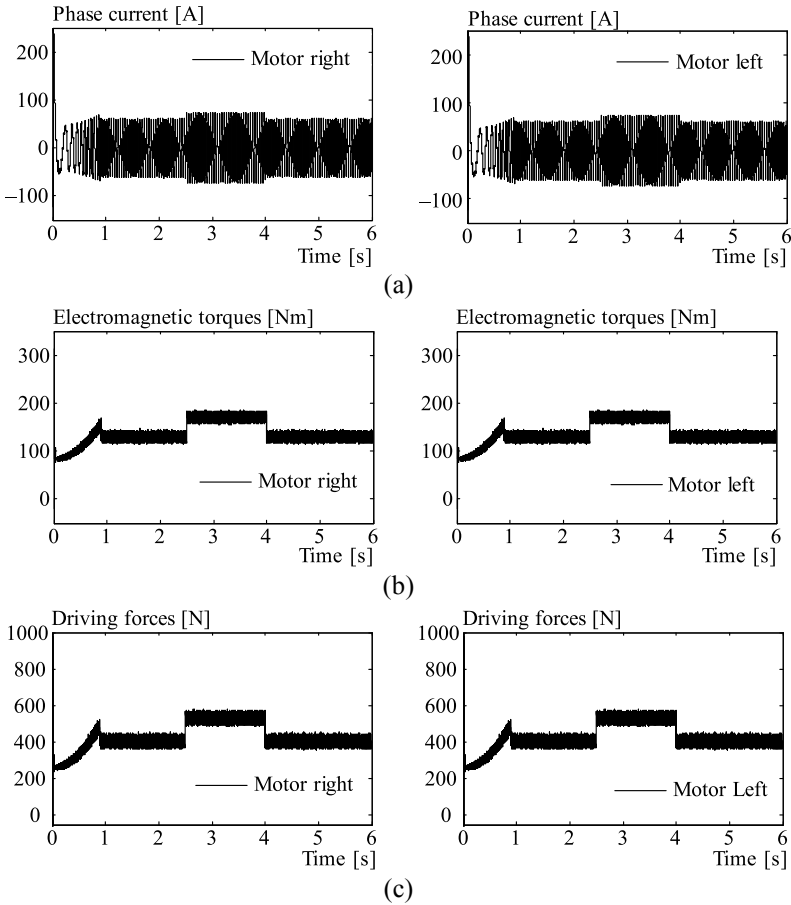 Phase current [A]
200
100
0
–100
Motor right
0 1 2 3 4 5 6
Time [s]
Phase current [A]
200
100
0
–100
Motor left
0 1 2 3 4 5 6
Time [s]
(a)
Electromagnetic torques [Nm]
300
200
100
0
Motor right
0 1 2 3 4 5 6
Time [s]
Electromagnetic torques [Nm]
300
200
100
0
Motor left
0 1 2 3 4 5 6
Time [s]
(b)
Driving forces [N]
1000
800
600
400
200
0
Motor right
0 1 2 3 4 5 6
Time [s]
Driving forces [N]
1000
800
600
400
200
0
Motor Left
0 1 2 3 4 5 6
Time [s]
(c)